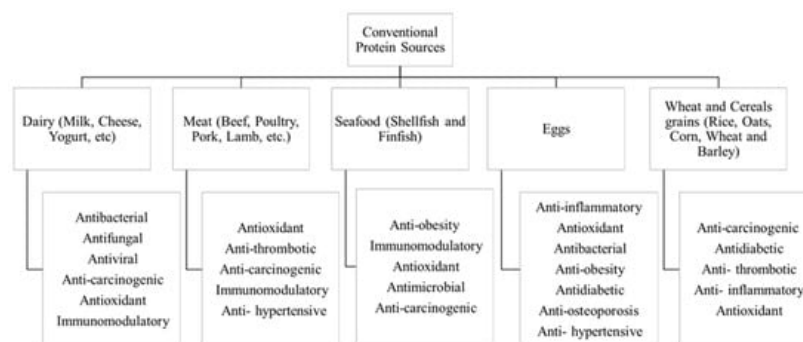 Conventional
Protein Sources
Dairy (Milk, Cheese,
Yogurt, etc)
Meat (Beef, Poultry,
Pork, Lamb, etc.)
Seafood (Shellfish and
Finfish)
Eggs
Wheat and Cereals
grains (Rice, Oats,
Corn, Wheat and
Barley)
Antibacterial
Antifungal
Antiviral
Anti-carcinogenic
Antioxidant
Immunomodulatory
Antioxidant
Anti-thrombotic
Anti-carcinogenic
Immunomodulatory
Anti- hypertensive
Anti-obesity
Immunomodulatory
Antioxidant
Antimicrobial
Anti-carcinogenic
Anti-inflammatory
Antioxidant
Antibacterial
Anti-obesity
Antidiabetic
Anti-osteoporosis
Anti- hypertensive
Anti-carcinogenic
Antidiabetic
Anti- thrombotic
Anti- inflammatory
Antioxidant